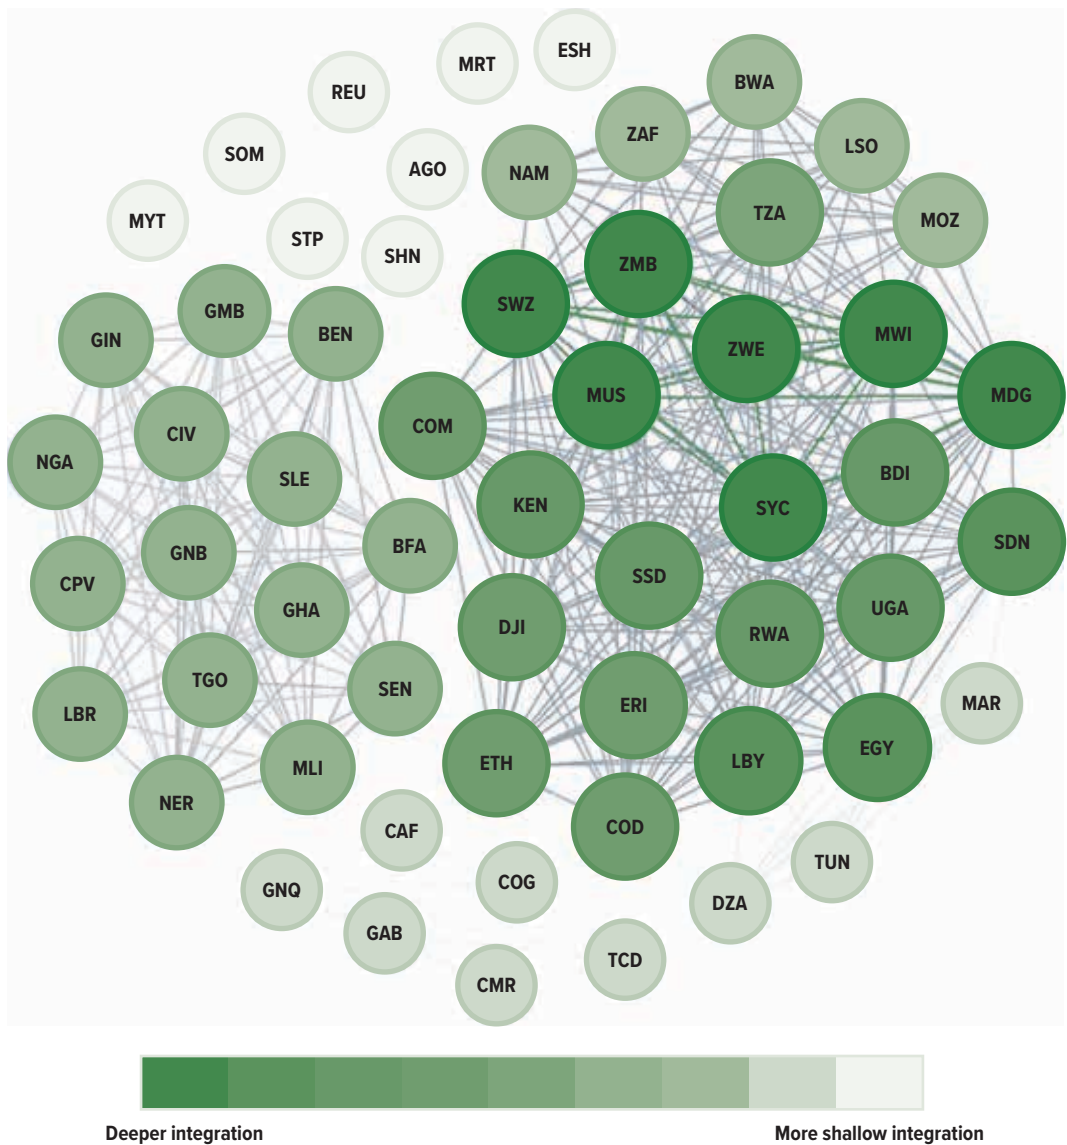 ESH
MRT
BWA
REU
ZAF
LSO
SOM
AGO
NAM
TZA
MYT
MOZ
STP
SHN
ZMB
SWZ
GMB
BEN
MWI
GIN
ZWE
MUS
MDG
COM
CIV
NGA
BDI
SLE
KEN
SYC
SDN
BFA
GNB
SSD
CPV
UGA
GHA
DJI
RWA
TGO
SEN
MAR
ERI
LBR
EGY
LBY
ETH
MLI
NER
COD
CAF
TUN
COG
GNQ
DZA
GAB
TCD
CMR
Deeper integration
More shallow integration